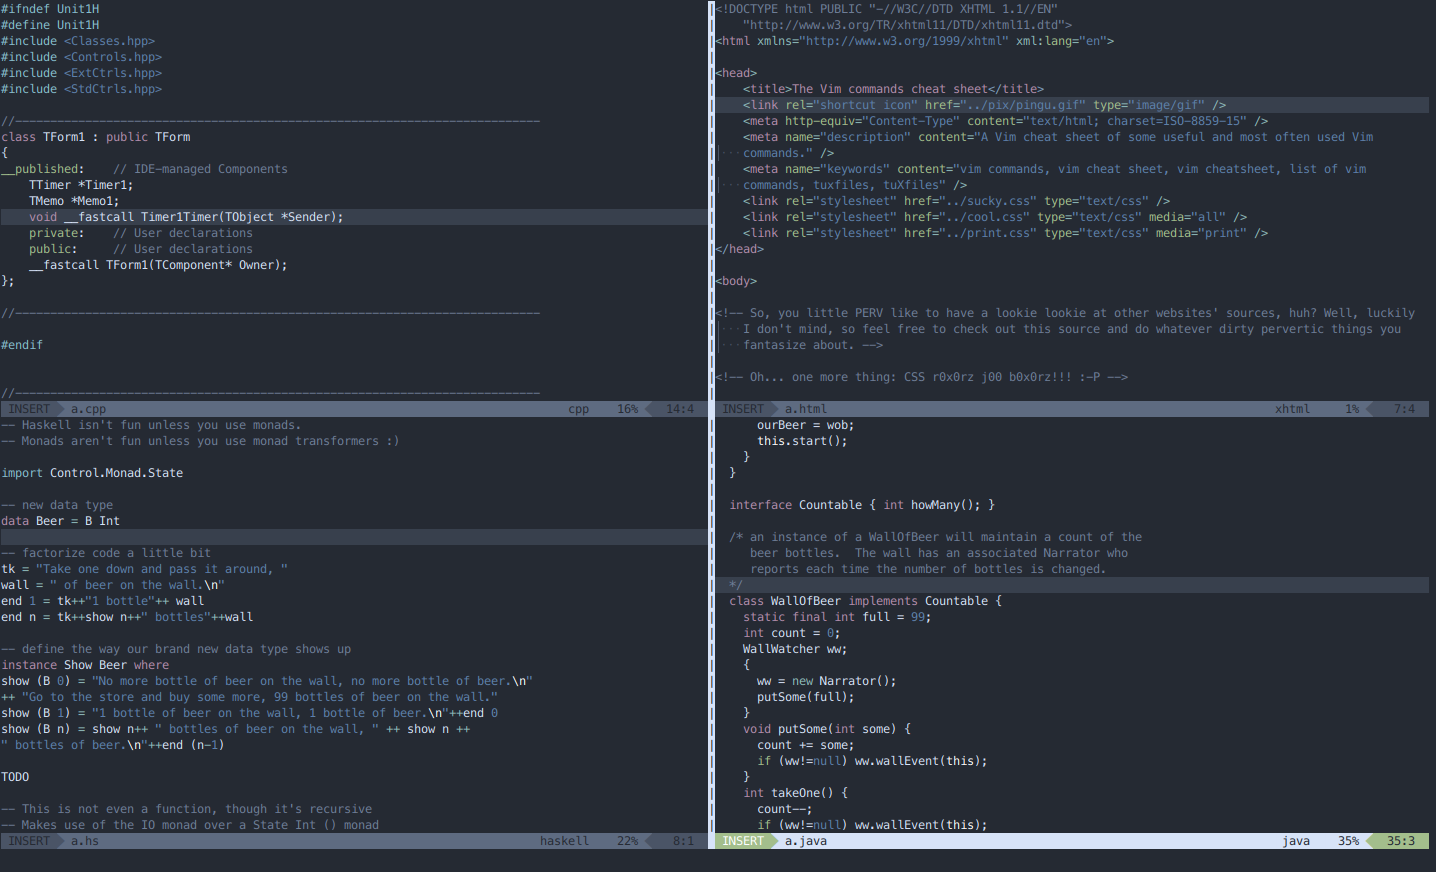 #ifndef Unit1H
#define Unit1H
#include <Classes.hpp>
#include <Controls.hpp>
#include <ExtCtrls.hpp>
#include <StdCtrls.hpp>
//---------------------------------------------------------------------------
class TForm1 : public TForm
{
__published:    // IDE-managed Components
    TTimer *Timer1;
    TMemo *Memo1;
    void __fastcall Timer1Timer(TObject *Sender);
    private:    // User declarations
    public:     // User declarations
    __fastcall TForm1(TComponent* Owner);
};
//---------------------------------------------------------------------------
#endif
//---------------------------------------------------------------------------
INSERT a.cpp cpp 16% 14:4
-- Haskell isn't fun unless you use monads.
-- Monads aren't fun unless you use monad transformers :)
import Control.Monad.State
-- new data type
data Beer = B Int
-- factorize code a little bit
tk = "Take one down and pass it around, "
wall = " of beer on the wall.\n"
end 1 = tk++"1 bottle"++ wall
end n = tk++show n++" bottles"++wall
-- define the way our brand new data type shows up
instance Show Beer where
show (B 0) = "No more bottle of beer on the wall, no more bottle of beer.\n"
++ "Go to the store and buy some more, 99 bottles of beer on the wall."
show (B 1) = "1 bottle of beer on the wall, 1 bottle of beer.\n"++end 0
show (B n) = show n++ " bottles of beer on the wall, " ++ show n ++
" bottles of beer.\n"++end (n-1)
TODO
-- This is not even a function, though it's recursive
-- Makes use of the IO monad over a State Int () monad
INSERT a.hs haskell 22% 8:1
<!DOCTYPE html PUBLIC "-//W3C//DTD XHTML 1.1//EN"
    "http://www.w3.org/TR/xhtml11/DTD/xhtml11.dtd">
<html xmlns="http://www.w3.org/1999/xhtml" xml:lang="en">
<head>
    <title>The Vim commands cheat sheet</title>
    <link rel="shortcut icon" href="../pix/pingu.gif" type="image/gif" />
    <meta http-equiv="Content-Type" content="text/html; charset=ISO-8859-15" />
    <meta name="description" content="A Vim cheat sheet of some useful and most often used Vim
    commands." />
    <meta name="keywords" content="vim commands, vim cheat sheet, vim cheatsheet, list of vim
    commands, tuxfiles, tuXfiles" />
    <link rel="stylesheet" href="../sucky.css" type="text/css" />
    <link rel="stylesheet" href="../cool.css" type="text/css" media="all" />
    <link rel="stylesheet" href="../print.css" type="text/css" media="print" />
</head>
<body>
<!-- So, you little PERV like to have a lookie lookie at other websites' sources, huh? Well, luckily
    I don't mind, so feel free to check out this source and do whatever dirty pervertic things you
    fantasize about. -->
<!-- Oh... one more thing: CSS r0x0rz j00 b0x0rz!!! :-P -->
INSERT a.html xhtml 1% 7:4
      ourBeer = wob;
      this.start();
    }
  }
  interface Countable { int howMany(); }
  /* an instance of a WallOfBeer will maintain a count of the
     beer bottles.  The wall has an associated Narrator who
     reports each time the number of bottles is changed.
  */
  class WallOfBeer implements Countable {
    static final int full = 99;
    int count = 0;
    WallWatcher ww;
    {
      ww = new Narrator();
      putSome(full);
    }
    void putSome(int some) {
      count += some;
      if (ww!=null) ww.wallEvent(this);
    }
    int takeOne() {
      count--;
      if (ww!=null) ww.wallEvent(this);
INSERT a.java java 35% 35:3